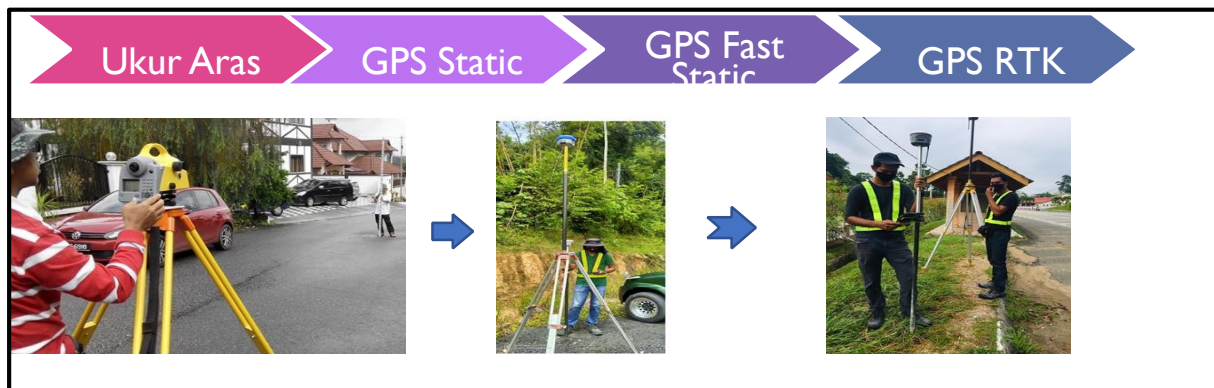 Ukur Aras
GPS Static
GPS Fast
Static
GPS RTK